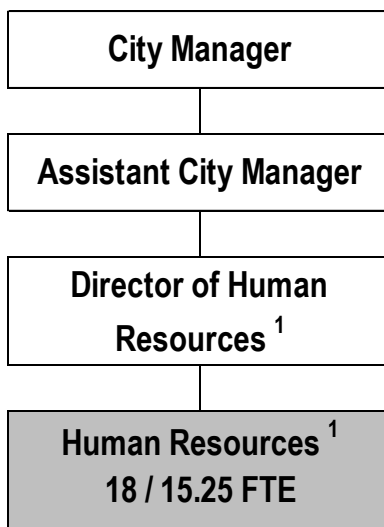 City Manager
Assistant City Manager
Director of Human
Resources 1
Human Resources 1
18 / 15.25 FTE